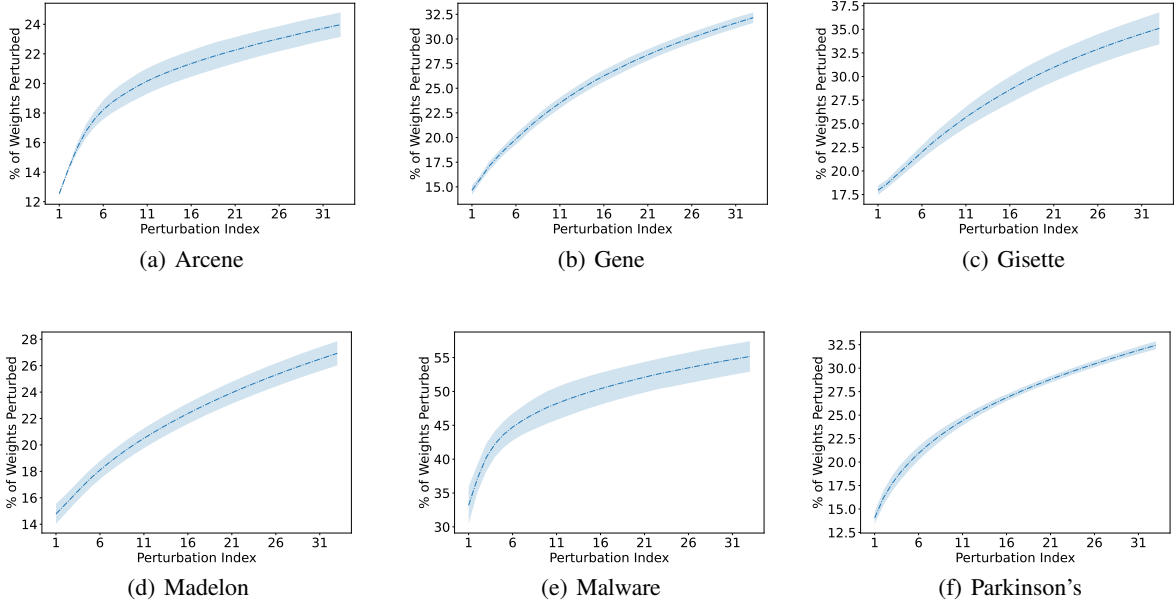 % of Weights Perturbed
24
22
20
18
16
14
12
1 6 11 16 21 26 31
Perturbation Index
(a) Arcene
% of Weights Perturbed
32.5
30.0
27.5
25.0
22.5
20.0
17.5
15.0
1 6 11 16 21 26 31
Perturbation Index
(b) Gene
% of Weights Perturbed
37.5
35.0
32.5
30.0
27.5
25.0
22.5
20.0
17.5
1 6 11 16 21 26 31
Perturbation Index
(c) Gisette
% of Weights Perturbed
28
26
24
22
20
18
16
14
1 6 11 16 21 26 31
Perturbation Index
(d) Madelon
% of Weights Perturbed
55
50
45
40
35
30
1 6 11 16 21 26 31
Perturbation Index
(e) Malware
% of Weights Perturbed
32.5
30.0
27.5
25.0
22.5
20.0
17.5
15.0
12.5
1 6 11 16 21 26 31
Perturbation Index
(f) Parkinson's